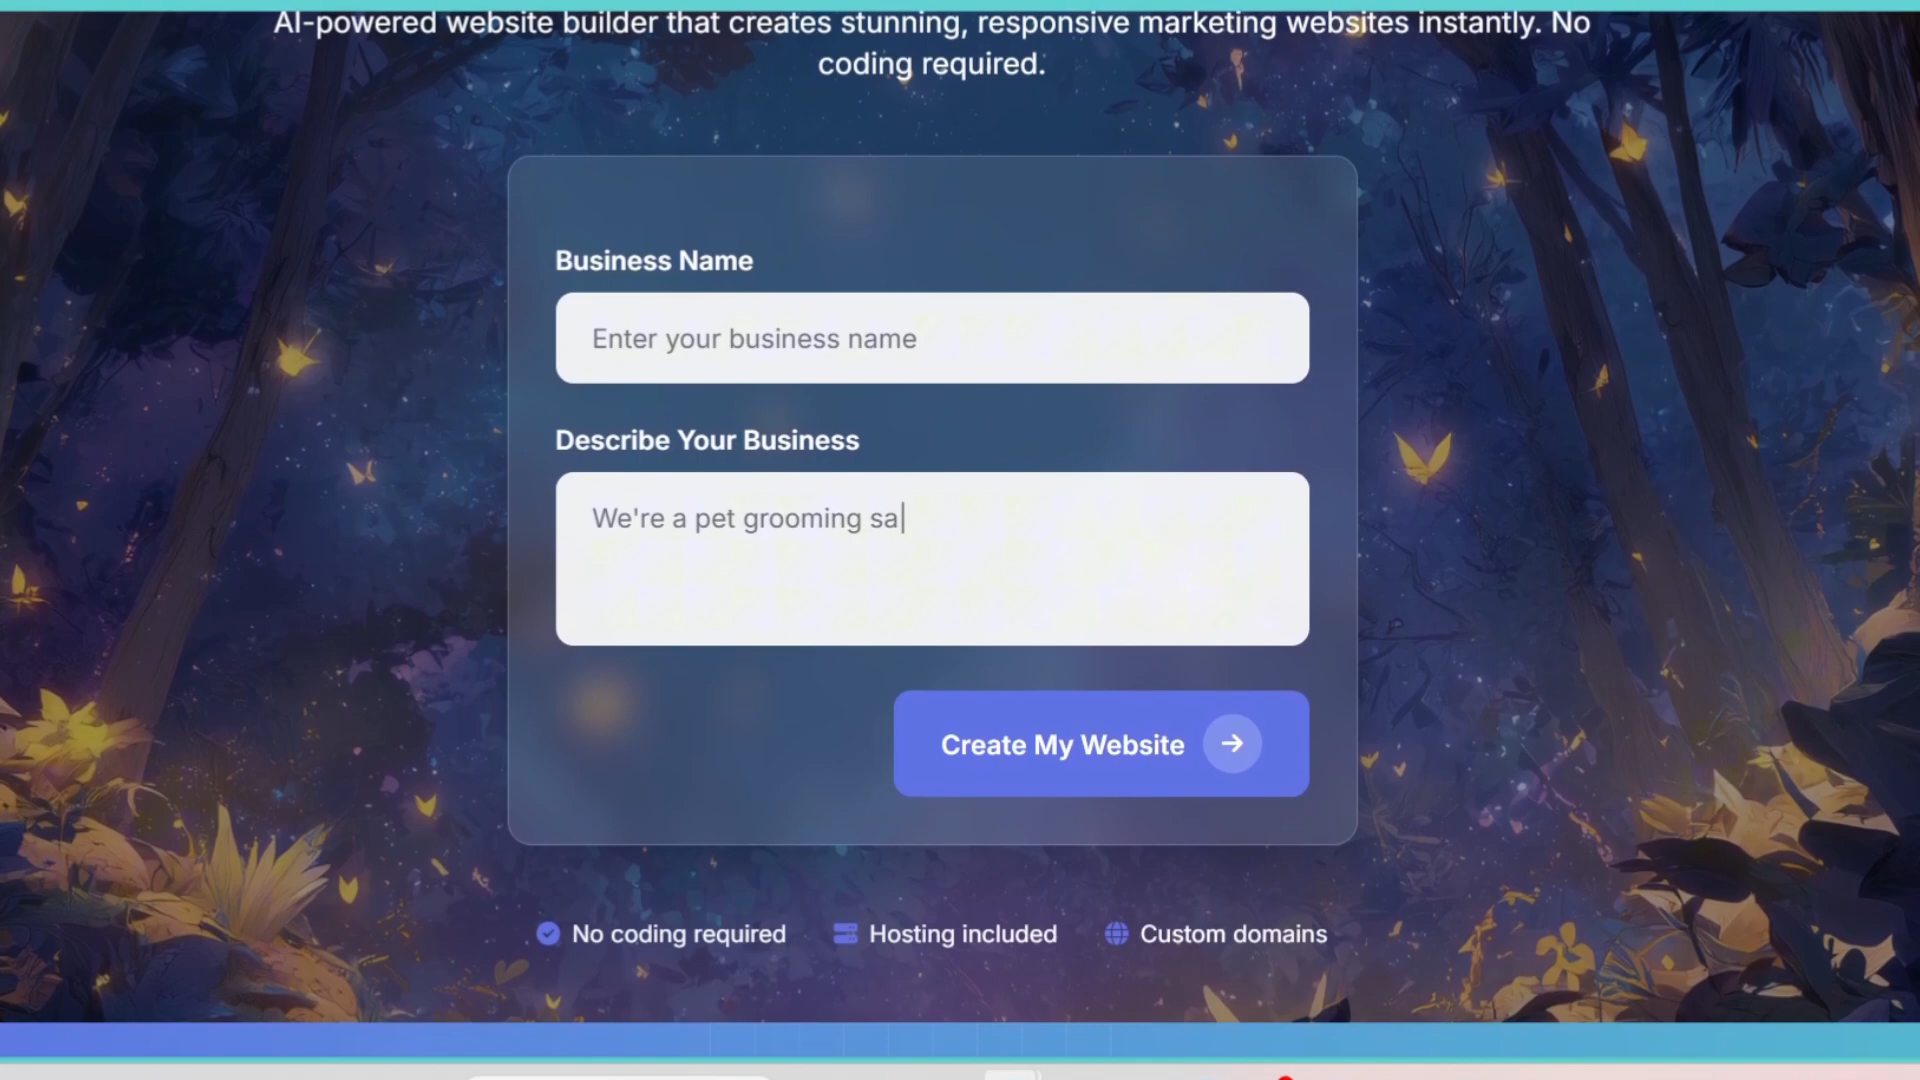 AI-powered website builder that creates stunning, responsive marketing websites instantly. No
coding required.
Business Name
Enter your business name
Describe Your Business
We're a pet grooming sa
Create My Website
No coding required
Hosting included
Custom domains